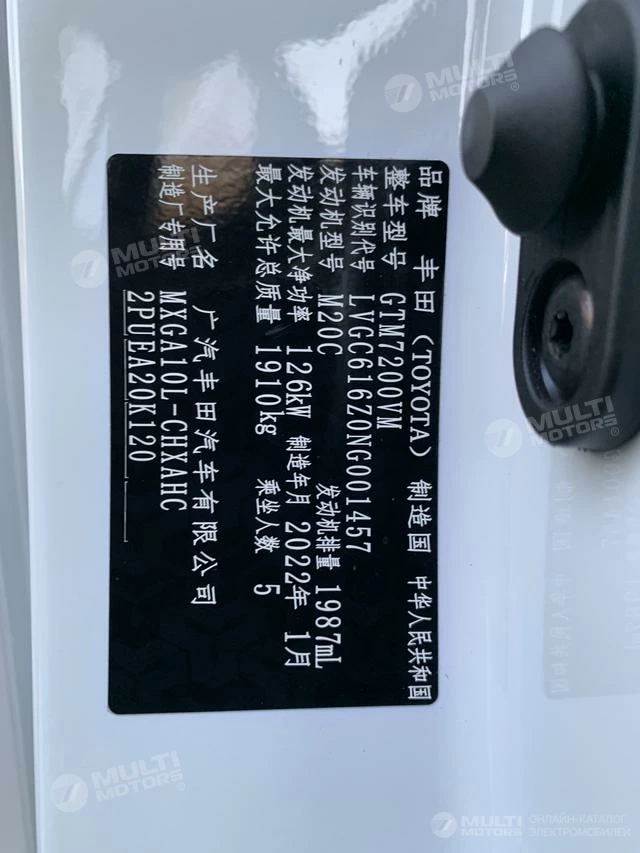 品牌 丰田 (TOYOTA) 制造国 中华人民共和国
整车型号 GTM7200VM
车辆识别代号 LVGC616Z0NG001457
发动机型号 M20C 发动机排量 1987mL
发动机最大净功率 126kW 制造年月 2022年 1月
最大允许总质量 1910kg 乘坐人数 5
生产厂名 广汽丰田汽车有限公司
制造厂专用号 MXGA10L-CHXAHC
2PUEA20K120
MULTI MOTORS®
MULTI MOTORS®
MULTI MOTORS®
MULTI MOTORS®
MULTI MOTORS® ОНЛАЙН-КАТАЛОГ ЭЛЕКТРОМОБИЛЕЙ